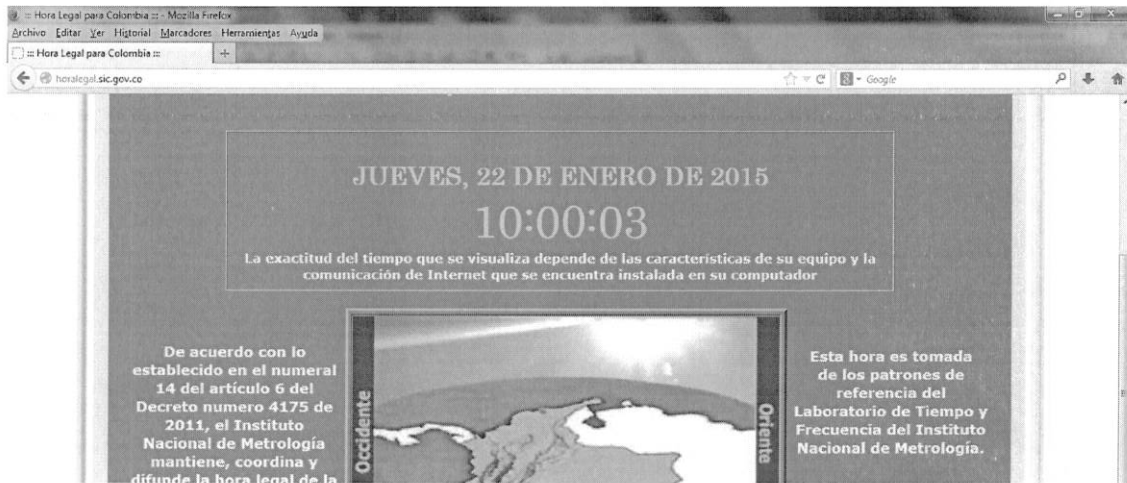 ::: Hora Legal para Colombia ::: - Mozilla Firefox
Archivo Editar Ver Historial Marcadores Herramientas Ayuda
::: Hora Legal para Colombia :::
horalegal.sic.gov.co
Google
JUEVES, 22 DE ENERO DE 2015
10:00:03
La exactitud del tiempo que se visualiza depende de las características de su equipo y la
comunicación de Internet que se encuentra instalada en su computador
De acuerdo con lo
establecido en el numeral
14 del artículo 6 del
Decreto numero 4175 de
2011, el Instituto
Nacional de Metrología
mantiene, coordina y
difunde la hora legal de la
Occidente
Oriente
Esta hora es tomada
de los patrones de
referencia del
Laboratorio de Tiempo y
Frecuencia del Instituto
Nacional de Metrología.